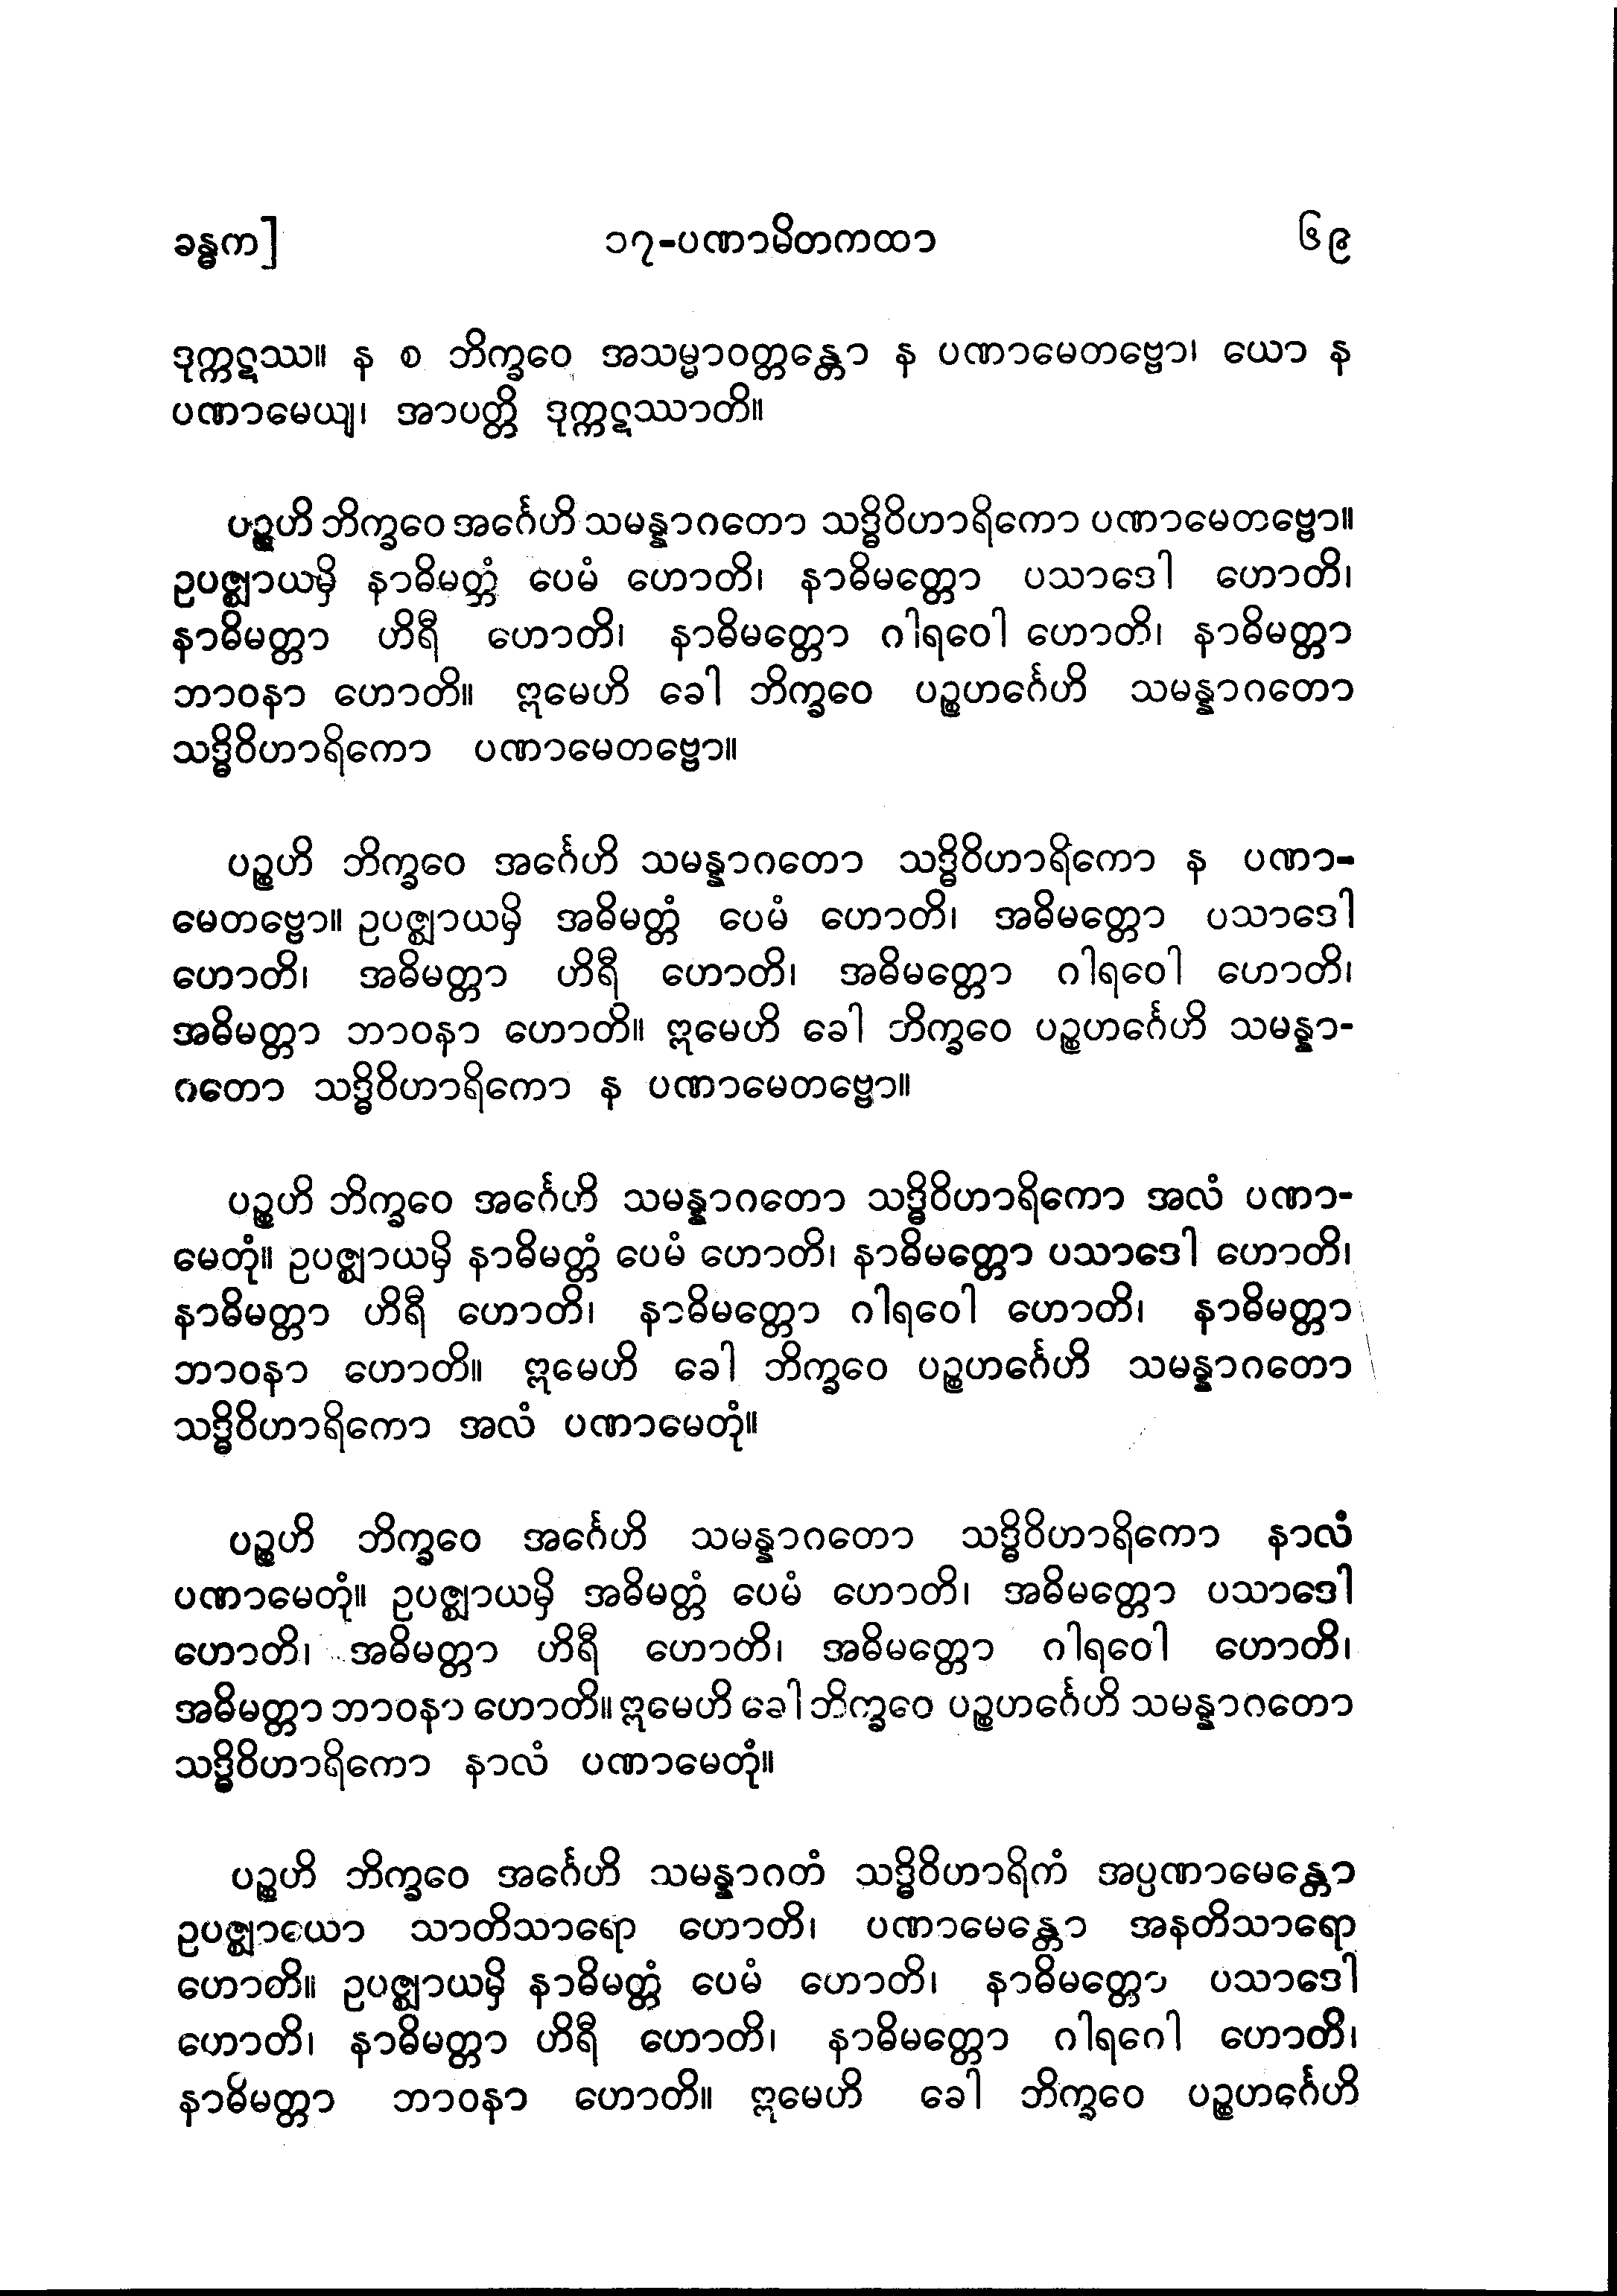 ခန္ဓက]
၁၇-ပဏာမိတကထာ
၆၉
ဒုက္ကဋဿ။ န စ ဘိက္ခဝေ အသမ္မာဝတ္တန္တော န ပဏာမေတဗ္ဗော၊ ယော န
ပဏာမေယျ၊ အာပတ္တိ ဒုက္ကဋဿာတိ။
ပဉ္စဟိ ဘိက္ခဝေ အင်္ဂေဟိ သမန္နာဂတော သဒ္ဓိဝိဟာရိကော ပဏာမေတဗ္ဗော။
ဥပဇ္ဈာယမှိ နာဓိမတ္တံ ပေမံ ဟောတိ၊ နာဓိမတ္တော ပသာဒေါ ဟောတိ၊
နာဓိမတ္တာ ဟိရီ ဟောတိ၊ နာဓိမတ္တော ဂါရဝေါ ဟောတိ၊ နာဓိမတ္တာ
ဘာဝနာ ဟောတိ။ ဣမေဟိ ခေါ ဘိက္ခဝေ ပဉ္စဟင်္ဂေဟိ သမန္နာဂတော
သဒ္ဓိဝိဟာရိကော ပဏာမေတဗ္ဗော။
ပဉ္စဟိ ဘိက္ခဝေ အင်္ဂေဟိ သမန္နာဂတော သဒ္ဓိဝိဟာရိကော န ပဏာ-
မေတဗ္ဗော။ ဥပဇ္ဈာယမှိ အဓိမတ္တံ ပေမံ ဟောတိ၊ အဓိမတ္တော ပသာဒေါ
ဟောတိ၊ အဓိမတ္တာ ဟိရီ ဟောတိ၊ အဓိမတ္တော ဂါရဝေါ ဟောတိ၊
အဓိမတ္တာ ဘာဝနာ ဟောတိ။ ဣမေဟိ ခေါ ဘိက္ခဝေ ပဉ္စဟင်္ဂေဟိ သမန္နာ-
ဂတော သဒ္ဓိဝိဟာရိကော န ပဏာမေတဗ္ဗော။
ပဉ္စဟိ ဘိက္ခဝေ အင်္ဂေဟိ သမန္နာဂတော သဒ္ဓိဝိဟာရိကော အလံ ပဏာ-
မေတုံ။ ဥပဇ္ဈာယမှိ နာဓိမတ္တံ ပေမံ ဟောတိ၊ နာဓိမတ္တော ပသာဒေါ ဟောတိ၊
နာဓိမတ္တာ ဟိရီ ဟောတိ၊ နာဓိမတ္တော ဂါရဝေါ ဟောတိ၊ နာဓိမတ္တာ
ဘာဝနာ ဟောတိ။ ဣမေဟိ ခေါ ဘိက္ခဝေ ပဉ္စဟင်္ဂေဟိ သမန္နာဂတော
သဒ္ဓိဝိဟာရိကော အလံ ပဏာမေတုံ။
ပဉ္စဟိ ဘိက္ခဝေ အင်္ဂေဟိ သမန္နာဂတော သဒ္ဓိဝိဟာရိကော နာလံ
ပဏာမေတုံ။ ဥပဇ္ဈာယမှိ အဓိမတ္တံ ပေမံ ဟောတိ၊ အဓိမတ္တော ပသာဒေါ
ဟောတိ၊ အဓိမတ္တာ ဟိရီ ဟောတိ၊ အဓိမတ္တော ဂါရဝေါ ဟောတိ၊
အဓိမတ္တာ ဘာဝနာ ဟောတိ။ ဣမေဟိ ခေါ ဘိက္ခဝေ ပဉ္စဟင်္ဂေဟိ သမန္နာဂတော
သဒ္ဓိဝိဟာရိကော နာလံ ပဏာမေတုံ။
ပဉ္စဟိ ဘိက္ခဝေ အင်္ဂေဟိ သမန္နာဂတံ သဒ္ဓိဝိဟာရိကံ အပ္ပဏာမေန္တော
ဥပဇ္ဈာယော သာတိသာရော ဟောတိ၊ ပဏာမေန္တော အနတိသာရော
ဟောတိ။ ဥပဇ္ဈာယမှိ နာဓိမတ္တံ ပေမံ ဟောတိ၊ နာဓိမတ္တော ပသာဒေါ
ဟောတိ၊ နာဓိမတ္တာ ဟိရီ ဟောတိ၊ နာဓိမတ္တော ဂါရဂေါ ဟောတိ၊
နာဓိမတ္တာ ဘာဝနာ ဟောတိ။ ဣမေဟိ ခေါ ဘိက္ခဝေ ပဉ္စဟင်္ဂေဟိ